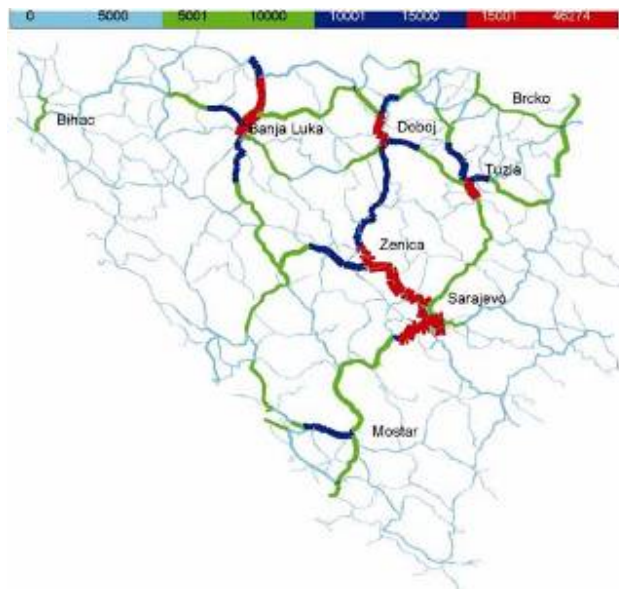 0 5000 5001 10000 10001 15000 15001 46274
Brcko
Bihac
Banja Luka
Doboj
Tuzla
Zenica
Sarajevo
Mostar